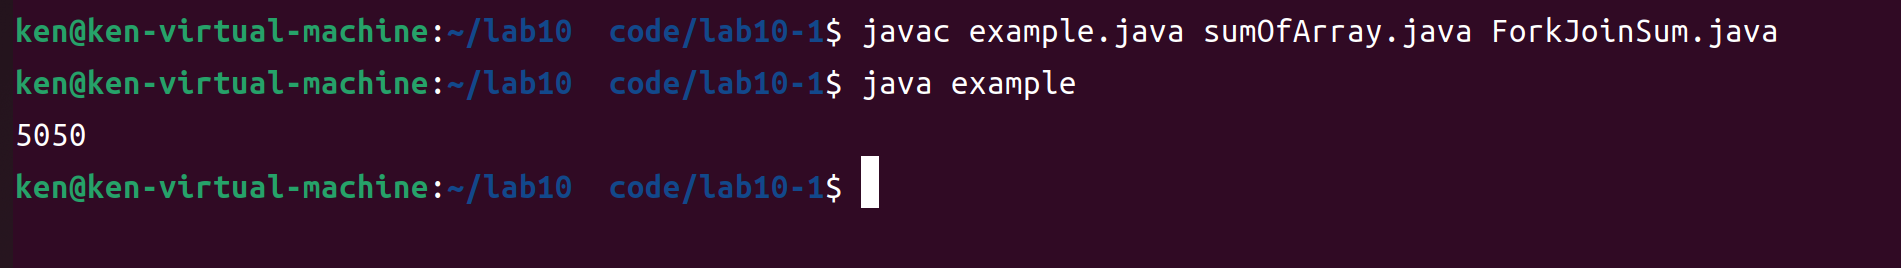 ken@ken-virtual-machine:~/lab10  code/lab10-1$ javac example.java sumOfArray.java ForkJoinSum.java
ken@ken-virtual-machine:~/lab10  code/lab10-1$ java example
5050
ken@ken-virtual-machine:~/lab10  code/lab10-1$